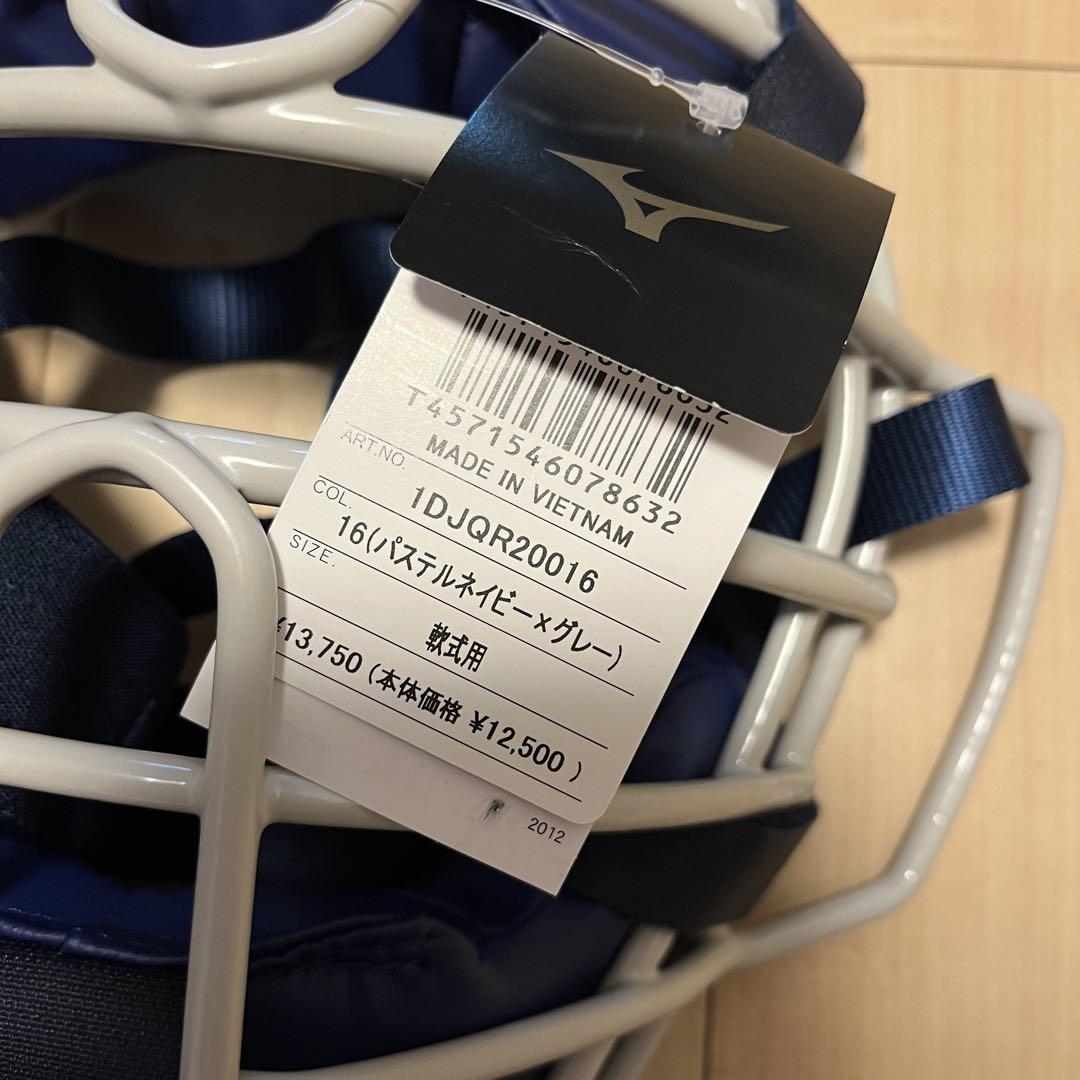 T4571546078632
MADE IN VIETNAM
ART.NO.
1DJQR20016
COL.
16(パステルネイビー×グレー)
SIZE.
軟式用
¥13,750 (本体価格 ¥12,500 )
2012